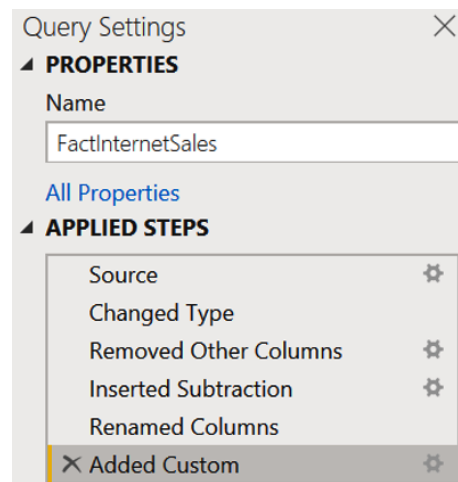 Query Settings
PROPERTIES
Name
FactInternetSales
All Properties
APPLIED STEPS
Source
Changed Type
Removed Other Columns
Inserted Subtraction
Renamed Columns
Added Custom